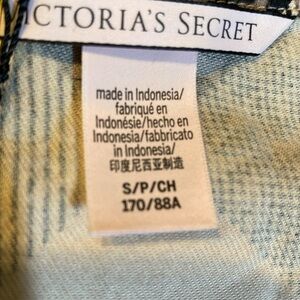 ICTORIA'S SECRET
made in Indonesia/
fabriqué en
Indonésie/hecho en
Indonesia/fabbricato
in Indonesia/
印度尼西亚制造
S/P/CH
170/88A